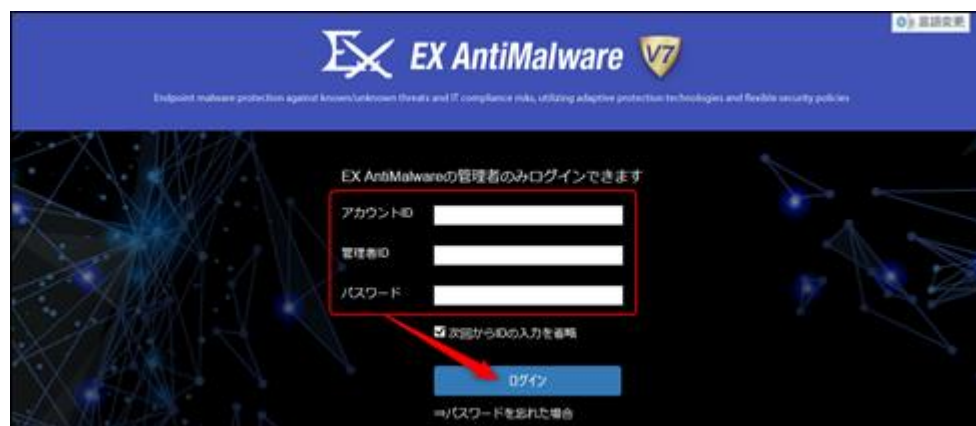 言語変更
EX EX AntiMalware V7
Endpoint malware protection against known/unknown threats and IT compliance risks, utilizing adaptive protection technologies and flexible security policies
EX AntiMalwareの管理者のみログインできます
アカウントID
管理者ID
パスワード
次回からIDの入力を省略
ログイン
⇒パスワードを忘れた場合